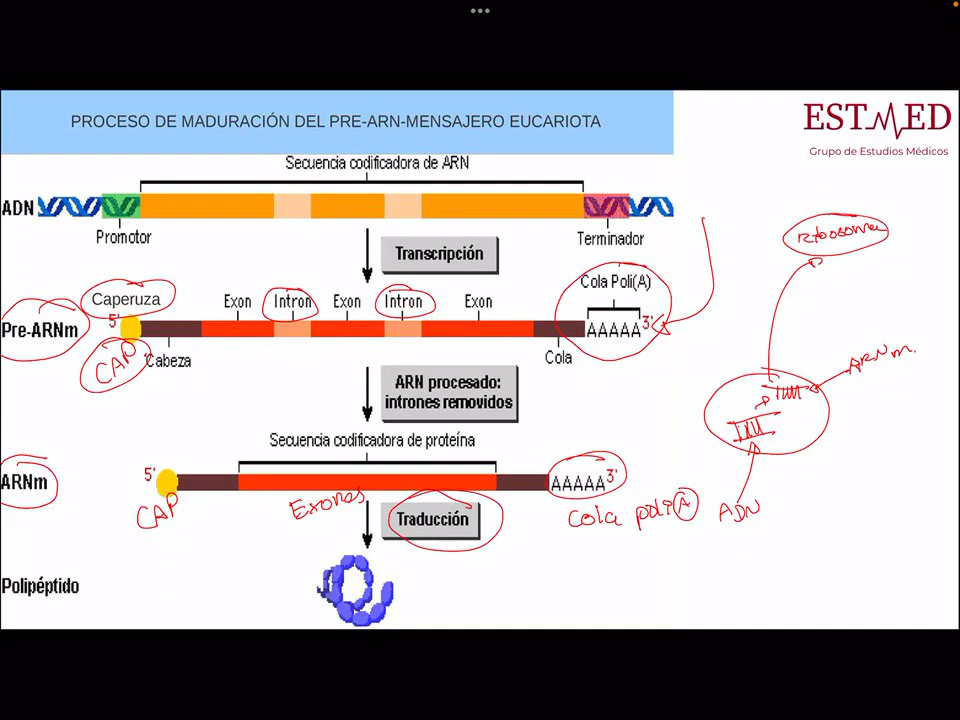 PROCESO DE MADURACIÓN DEL PRE-ARN-MENSAJERO EUCARIOTA
ESTMED
Grupo de Estudios Médicos
Secuencia codificadora de ARN
ADN
Promotor
Terminador
Transcripción
Ribosoma
Cola Poli(A)
Caperuza
Exon
Intron
Exon
Intron
Exon
Pre-ARNm
5'
AAAAA
3'
CAP
Cabeza
Cola
ARNm.
ARN procesado:
intrones removidos
Secuencia codificadora de proteína
ARNm
5'
AAAAA
3'
CAP
Exones
Traducción
Cola poli A
ADN
Polipéptido